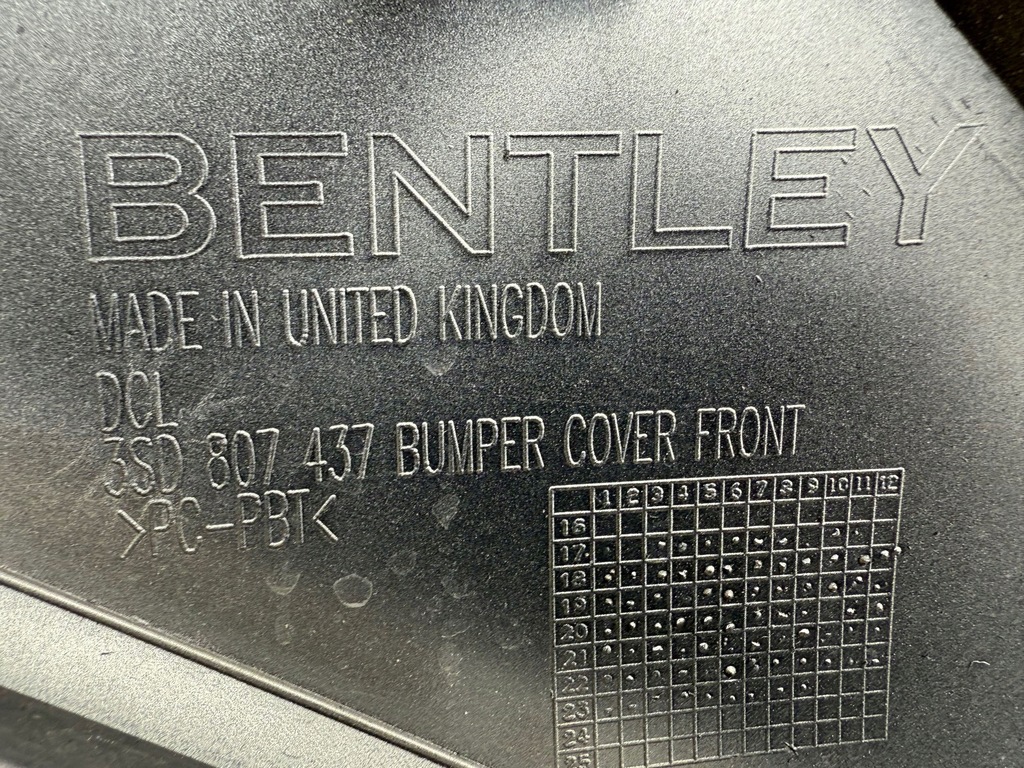 BENTLEY
MADE IN UNITED KINGDOM
DCL
3SD 807 437 BUMPER COVER FRONT
>PC-PBT<
1 2 3 4 5 6 7 8 9 10 11 12
16
17
18
19
20
21
22
23
24
25